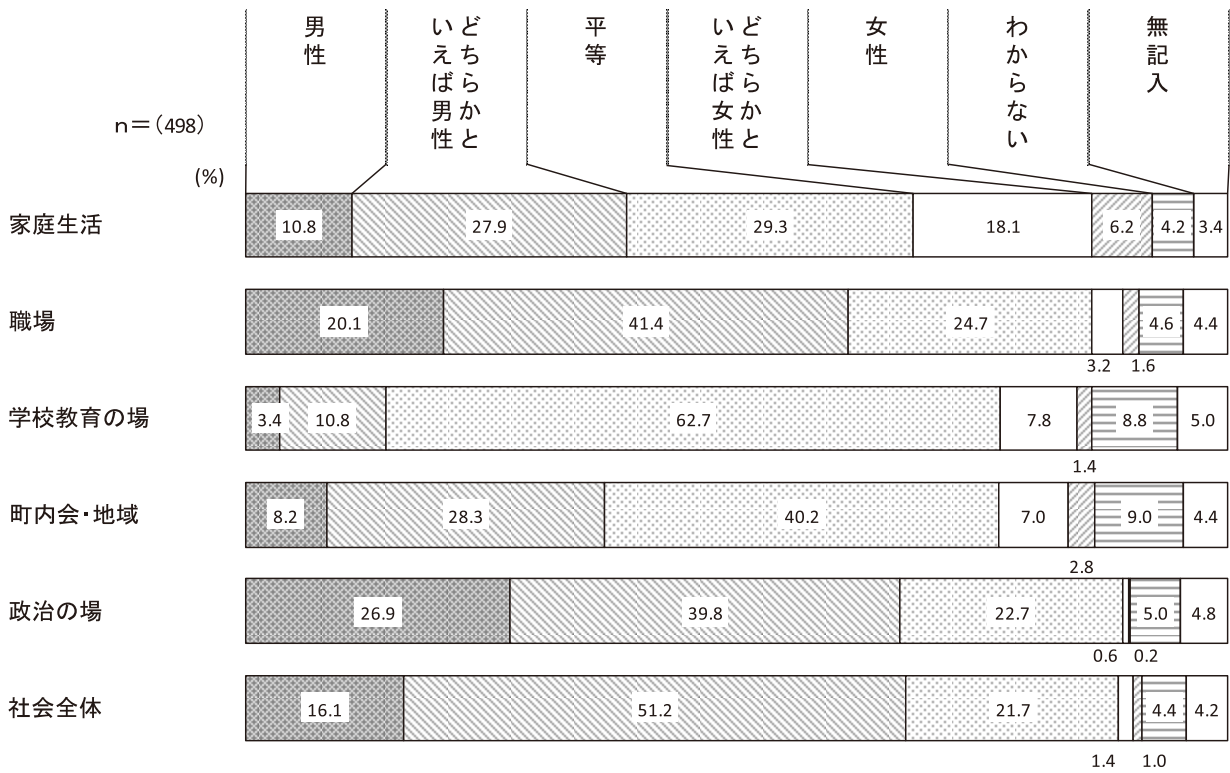 男性
どちらかと
いえば男性
平等
どちらかと
いえば女性
女性
わからない
無記入
n＝（498）
(%)
家庭生活
10.8 27.9 29.3 18.1 6.2 4.2 3.4
職場
20.1 41.4 24.7 4.6 4.4
3.2 1.6
学校教育の場
3.4 10.8 62.7 7.8 8.8 5.0
1.4
町内会・地域
8.2 28.3 40.2 7.0 9.0 4.4
2.8
政治の場
26.9 39.8 22.7 5.0 4.8
0.6 0.2
社会全体
16.1 51.2 21.7 4.4 4.2
1.4 1.0